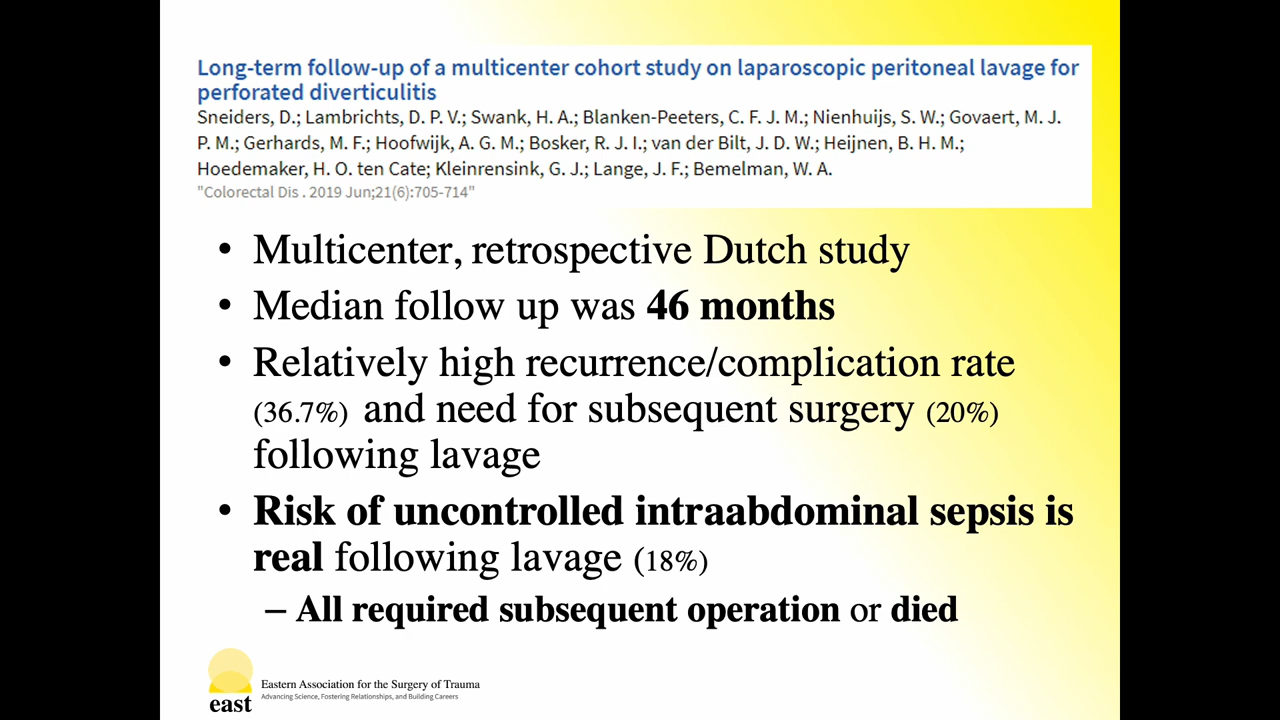 Long-term follow-up of a multicenter cohort study on laparoscopic peritoneal lavage for
perforated diverticulitis
Sneiders, D.; Lambrichts, D. P. V.; Swank, H. A.; Blanken-Peeters, C. F. J. M.; Nienhuijs, S. W.; Govaert, M. J.
P. M.; Gerhards, M. F.; Hoofwijk, A. G. M.; Bosker, R. J. I.; van der Bilt, J. D. W.; Heijnen, B. H. M.;
Hoedemaker, H. O. ten Cate; Kleinrensink, G. J.; Lange, J. F.; Bemelman, W. A.
"Colorectal Dis . 2019 Jun;21(6):705-714"
• Multicenter, retrospective Dutch study
• Median follow up was 46 months
• Relatively high recurrence/complication rate
(36.7%) and need for subsequent surgery (20%)
following lavage
• Risk of uncontrolled intraabdominal sepsis is
real following lavage (18%)
– All required subsequent operation or died
Eastern Association for the Surgery of Trauma
Advancing Science, Fostering Relationships, and Building Careers
east